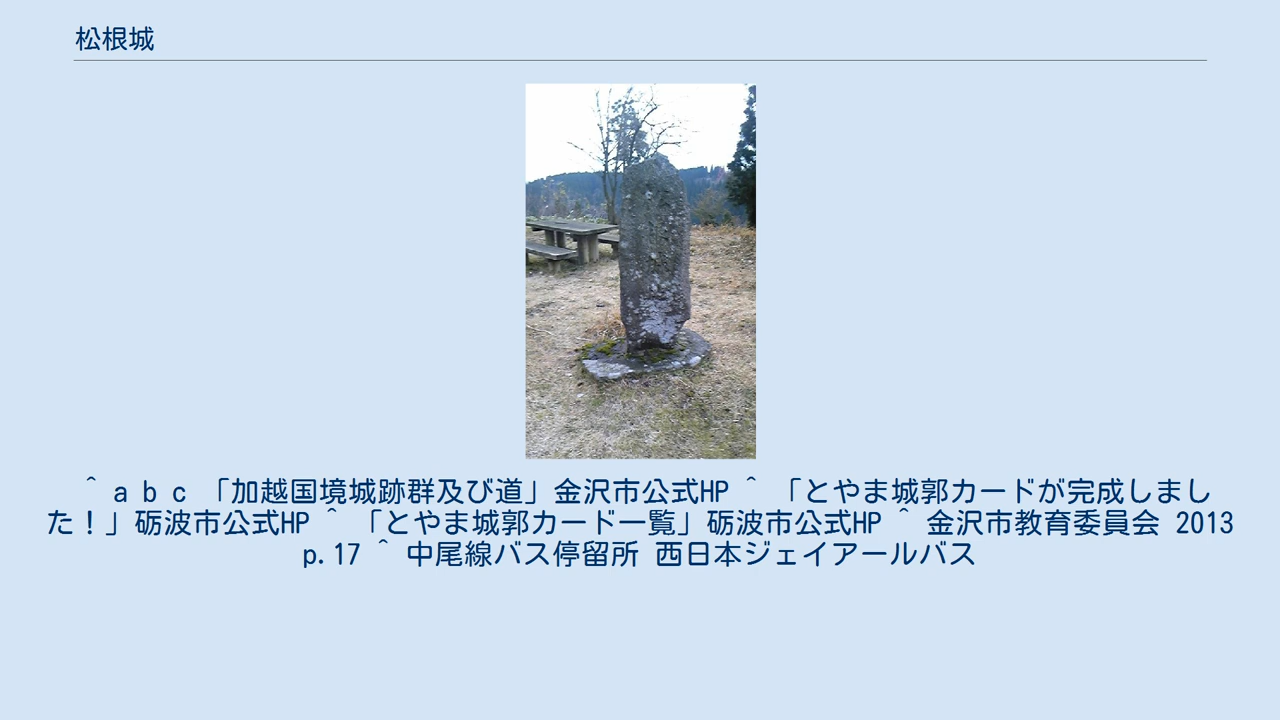 松根城
^ a b c 「加越国境城跡群及び道」金沢市公式HP ^ 「とやま城郭カードが完成しまし
た！」砺波市公式HP ^ 「とやま城郭カード一覧」砺波市公式HP ^ 金沢市教育委員会 2013
p.17 ^ 中尾線バス停留所 西日本ジェイアールバス